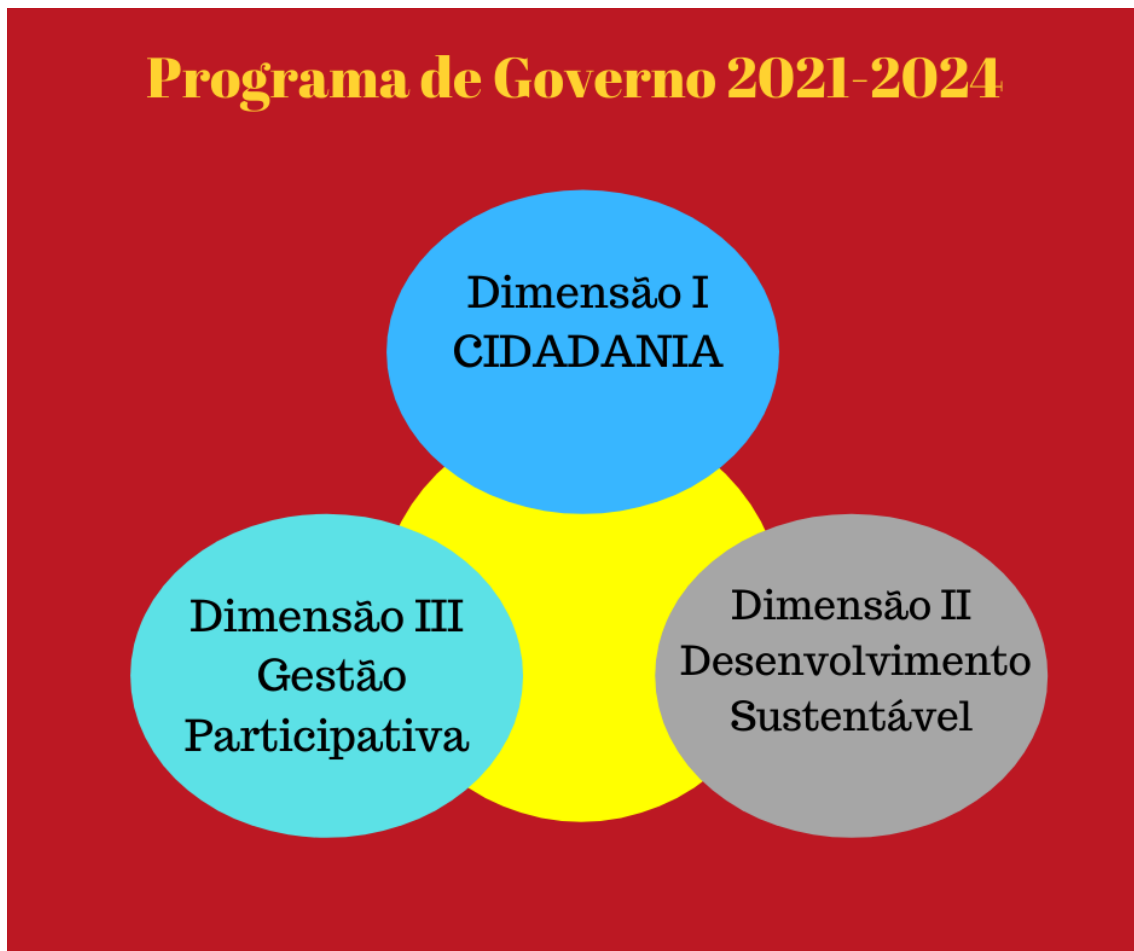 Programa de Governo 2021-2024
Dimensão I
CIDADANIA
Dimensão II
Desenvolvimento
Sustentável
Dimensão III
Gestão
Participativa